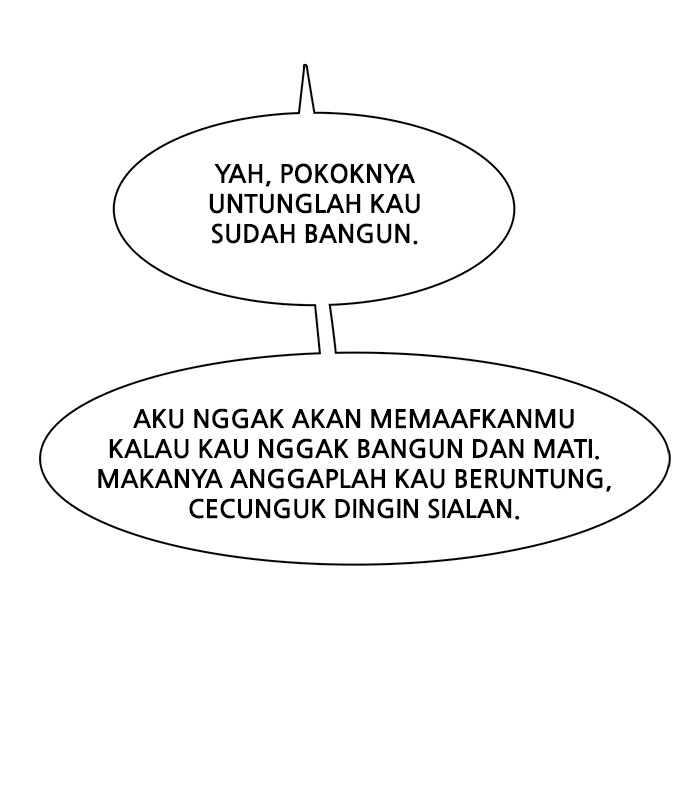 YAH, POKOKNYA
UNTUNGLAH KAU
SUDAH BANGUN.
AKU NGGAK AKAN MEMAAFKANMU
KALAU KAU NGGAK BANGUN DAN MATI.
MAKANYA ANGGAPLAH KAU BERUNTUNG,
CECUNGUK DINGIN SIALAN.